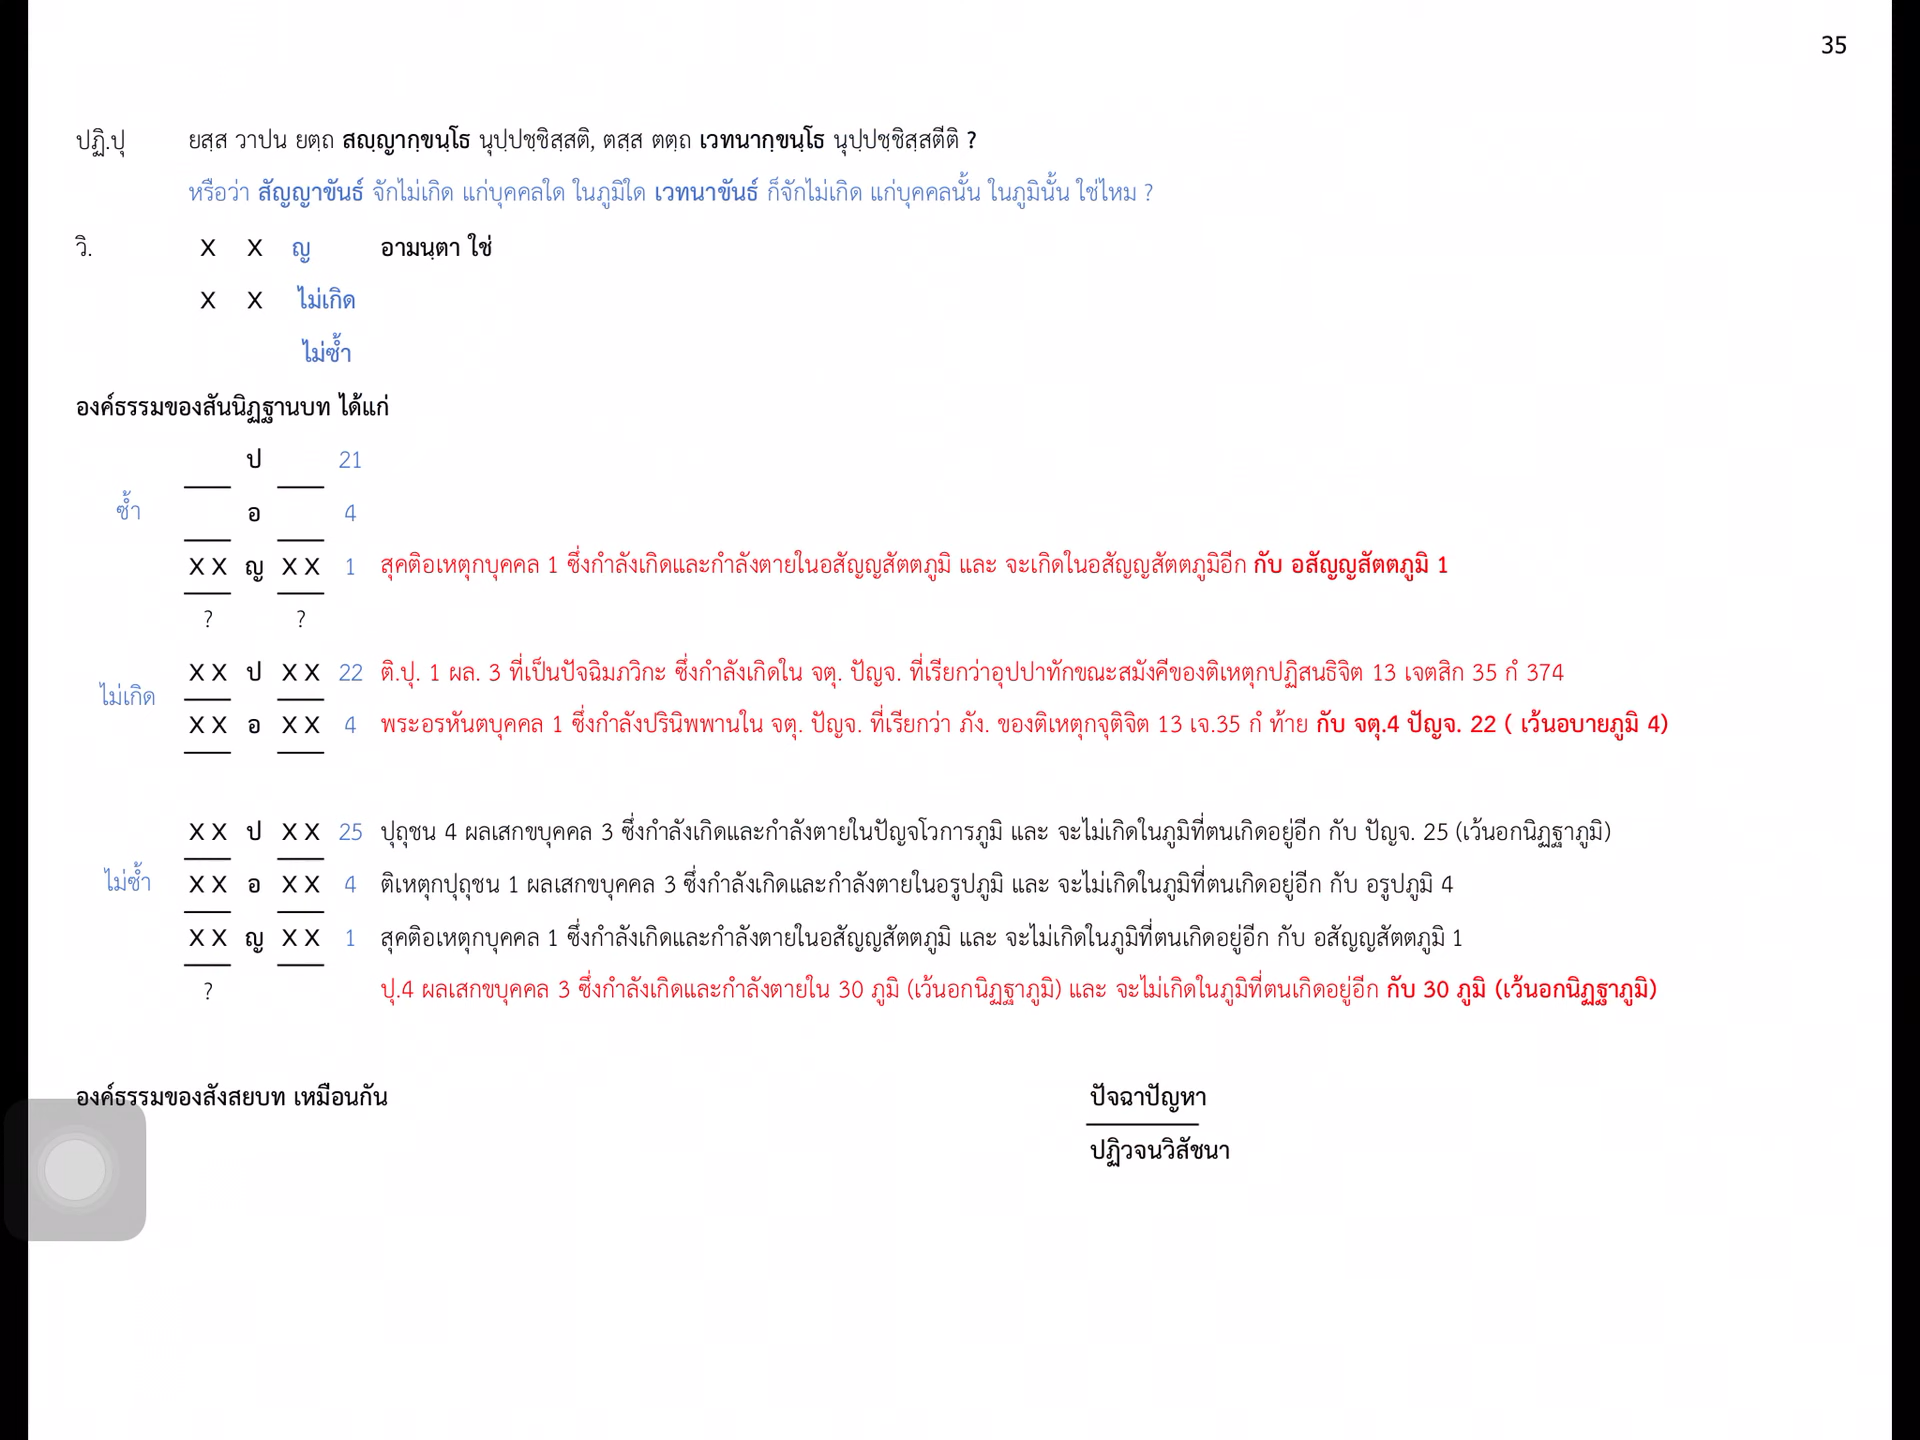 35
ปฏิ.ปุ ยสฺส วาปน ยตฺถ สญฺญากฺขนฺโธ นุปฺปชฺชิสฺสติ, ตสฺส ตตฺถ เวทนากฺขนฺโธ นุปฺปชฺชิสฺสตีติ ?
หรือว่า สัญญาขันธ์ จักไม่เกิด แก่บุคคลใด ในภูมิใด เวทนาขันธ์ ก็จักไม่เกิด แก่บุคคลนั้น ในภูมินั้น ใช่ไหม ?
วิ. X X ญ อามนฺตา ใช่
X X ไม่เกิด
ไม่ซ้ำ
องค์ธรรมของสันนิฏฐานบท ได้แก่
ป 21
ซ้ำ อ 4
X X ญ X X 1 สุคติอเหตุกบุคคล 1 ซึ่งกำลังเกิดและกำลังตายในอสัญญสัตตภูมิ และ จะเกิดในอสัญญสัตตภูมิอีก กับ อสัญญสัตตภูมิ 1
? ?
X X ป X X 22 ติ.ปุ. 1 ผล. 3 ที่เป็นปัจฉิมภวิกะ ซึ่งกำลังเกิดใน จตุ. ปัญจ. ที่เรียกว่าอุปปาทักขณะสมังคีของติเหตุกปฏิสนธิจิต 13 เจตสิก 35 กํ 374
ไม่เกิด
X X อ X X 4 พระอรหันตบุคคล 1 ซึ่งกำลังปรินิพพานใน จตุ. ปัญจ. ที่เรียกว่า ภัง. ของติเหตุกจุติจิต 13 เจ.35 กํ ท้าย กับ จตุ.4 ปัญจ. 22 ( เว้นอบายภูมิ 4)
X X ป X X 25 ปุถุชน 4 ผลเสกขบุคคล 3 ซึ่งกำลังเกิดและกำลังตายในปัญจโวการภูมิ และ จะไม่เกิดในภูมิที่ตนเกิดอยู่อีก กับ ปัญจ. 25 (เว้นอกนิฏฐาภูมิ)
ไม่ซ้ำ X X อ X X 4 ติเหตุกปุถุชน 1 ผลเสกขบุคคล 3 ซึ่งกำลังเกิดและกำลังตายในอรูปภูมิ และ จะไม่เกิดในภูมิที่ตนเกิดอยู่อีก กับ อรูปภูมิ 4
X X ญ X X 1 สุคติอเหตุกบุคคล 1 ซึ่งกำลังเกิดและกำลังตายในอสัญญสัตตภูมิ และ จะไม่เกิดในภูมิที่ตนเกิดอยู่อีก กับ อสัญญสัตตภูมิ 1
? ปุ.4 ผลเสกขบุคคล 3 ซึ่งกำลังเกิดและกำลังตายใน 30 ภูมิ (เว้นอกนิฏฐาภูมิ) และ จะไม่เกิดในภูมิที่ตนเกิดอยู่อีก กับ 30 ภูมิ (เว้นอกนิฏฐาภูมิ)
องค์ธรรมของสังสยบท เหมือนกัน ปัจฉาปัญหา
ปฏิวจนวิสัชนา